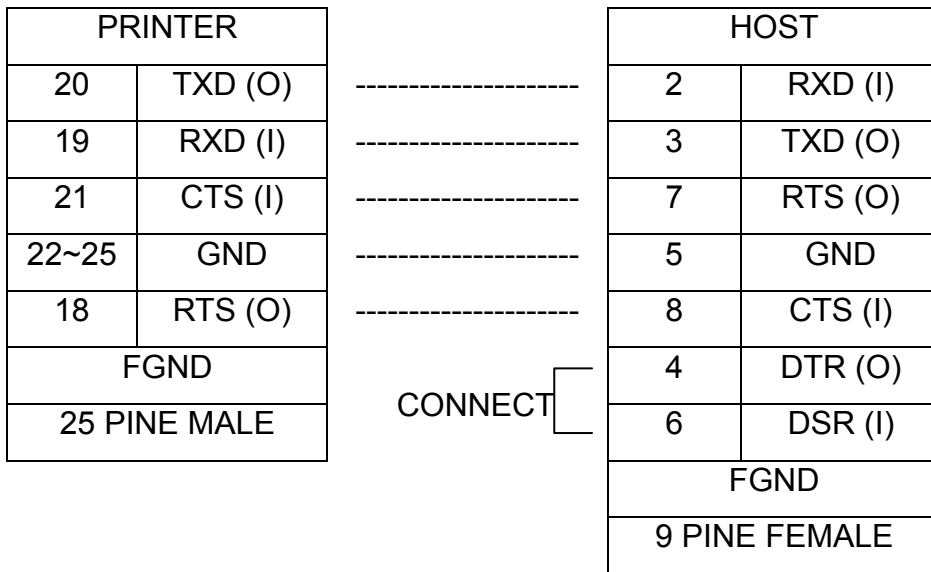 PRINTER HOST
20 TXD (O) --------------------- 2 RXD (I)
19 RXD (I) --------------------- 3 TXD (O)
21 CTS (I) --------------------- 7 RTS (O)
22~25 GND --------------------- 5 GND
18 RTS (O) --------------------- 8 CTS (I)
FGND 4 DTR (O)
CONNECT
25 PINE MALE 6 DSR (I)
FGND
9 PINE FEMALE